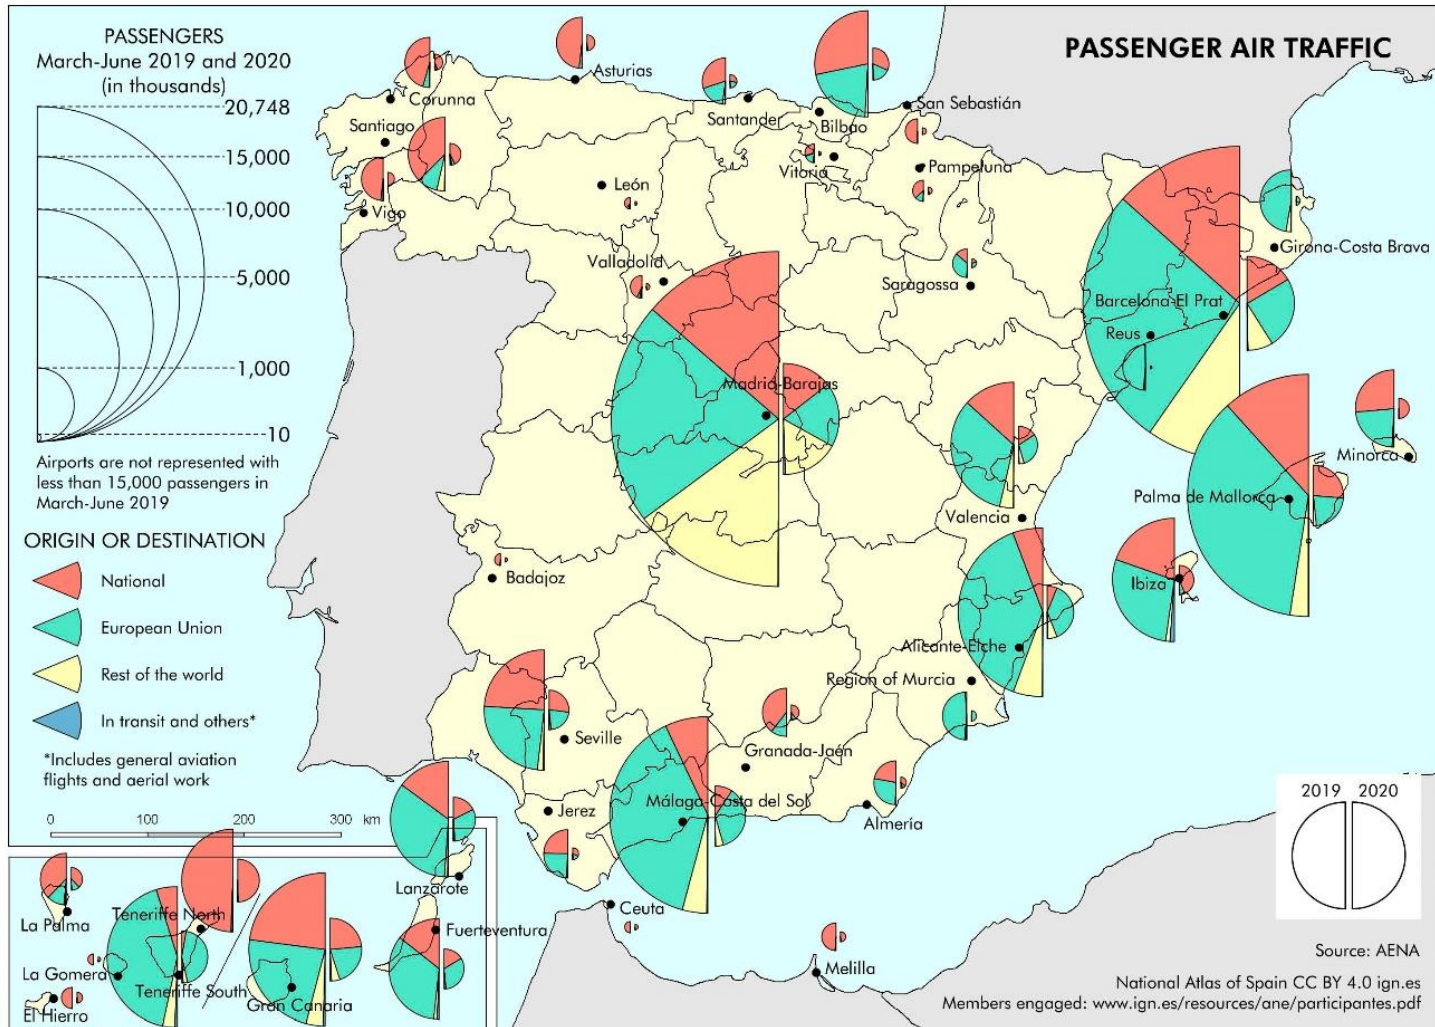 PASSENGER AIR TRAFFIC
PASSENGERS
March-June 2019 and 2020
(in thousands)
20,748
15,000
10,000
5,000
1,000
10
Airports are not represented with
less than 15,000 passengers in
March-June 2019
ORIGIN OR DESTINATION
National
European Union
Rest of the world
In transit and others*
*Includes general aviation
flights and aerial work
0 100 200 300 km
Corunna
Asturias
Santander
Bilbao
San Sebastián
Santiago
Vitoria
Pampeluna
León
Vigo
Girona-Costa Brava
Valladolid
Saragossa
Barcelona-El Prat
Reus
Madrid-Barajas
Minorca
Palma de Mallorca
Valencia
Badajoz
Ibiza
Alicante-Elche
Region of Murcia
Seville
Granada-Jaén
Jerez
Málaga-Costa del Sol
Almería
Lanzarote
Ceuta
La Palma
Teneriffe North
Fuerteventura
La Gomera
Teneriffe South
Gran Canaria
El Hierro
Melilla
2019 2020
Source: AENA
National Atlas of Spain CC BY 4.0 ign.es
Members engaged: www.ign.es/resources/ane/participantes.pdf